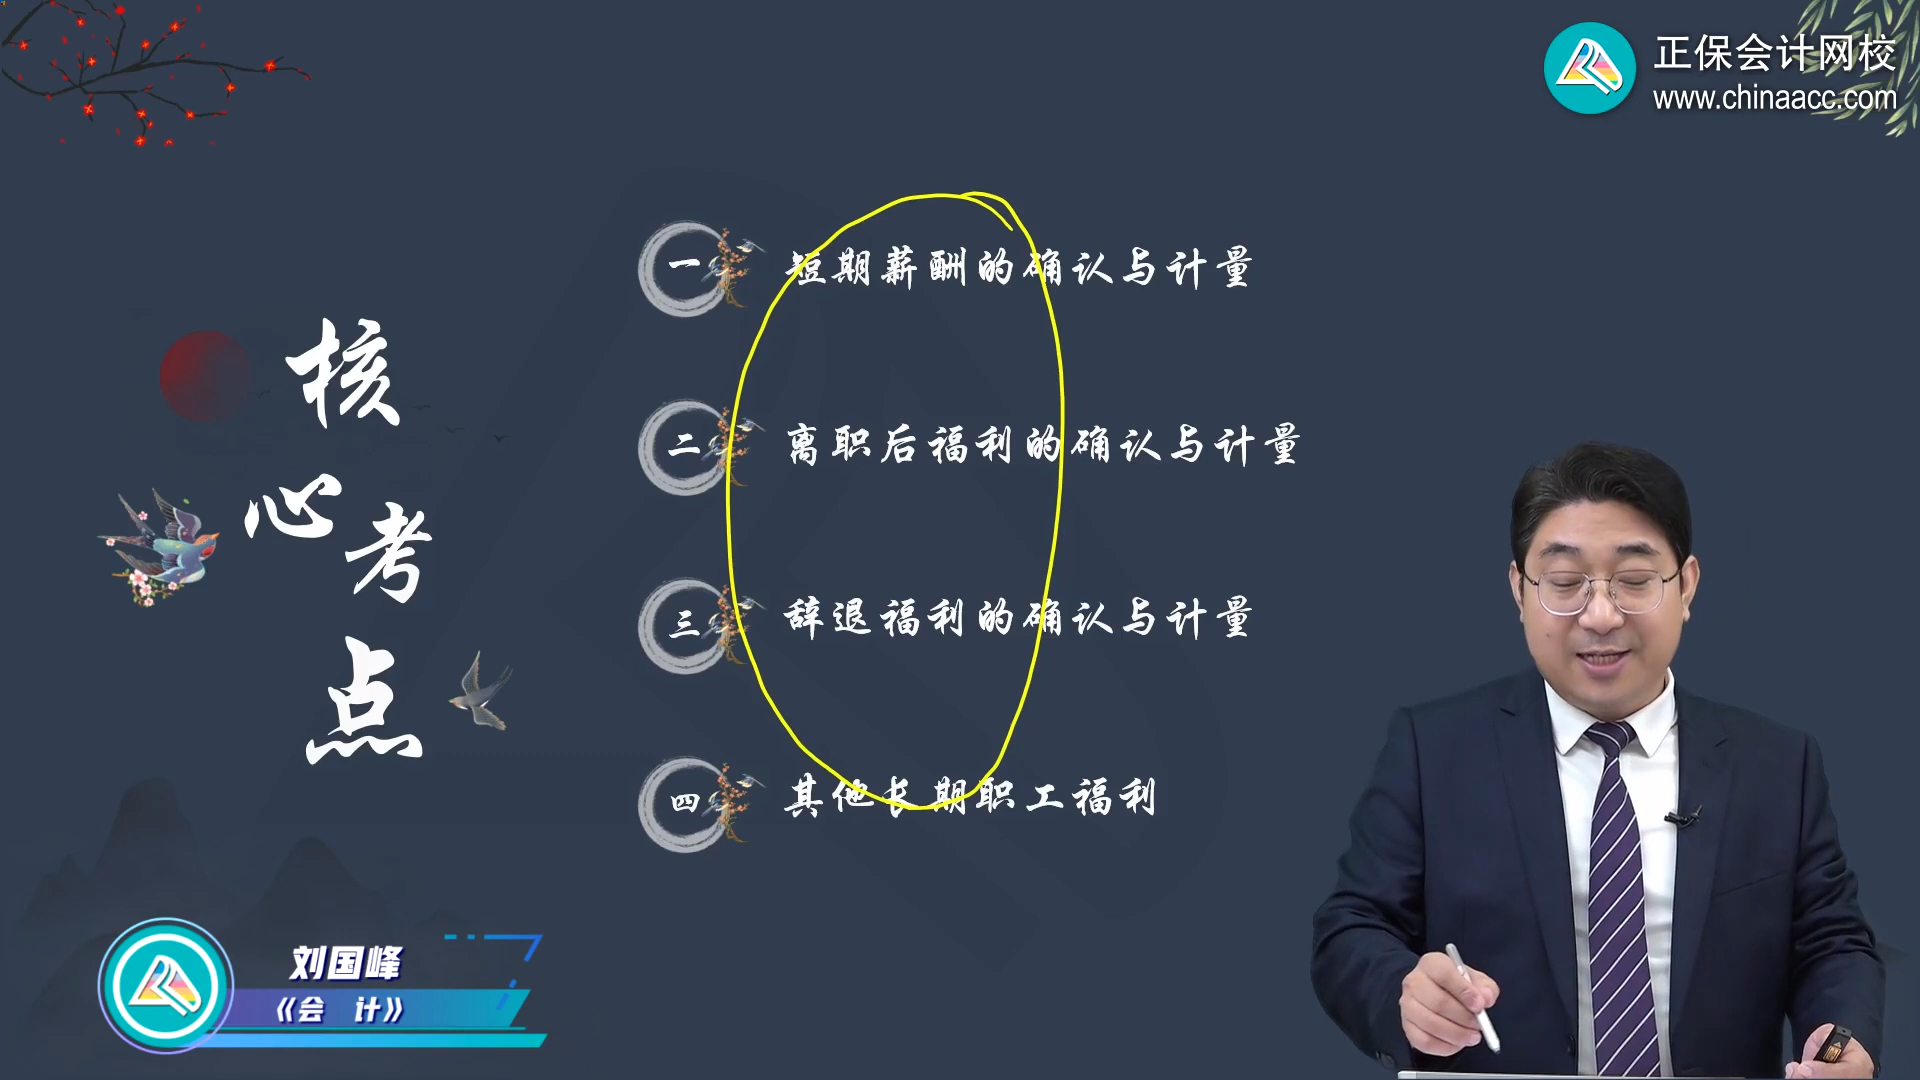 正保会计网校
www.chinaacc.com
核心考点
一 短期薪酬的确认与计量
二 离职后福利的确认与计量
三 辞退福利的确认与计量
四 其他长期职工福利
刘国峰
《会 计》